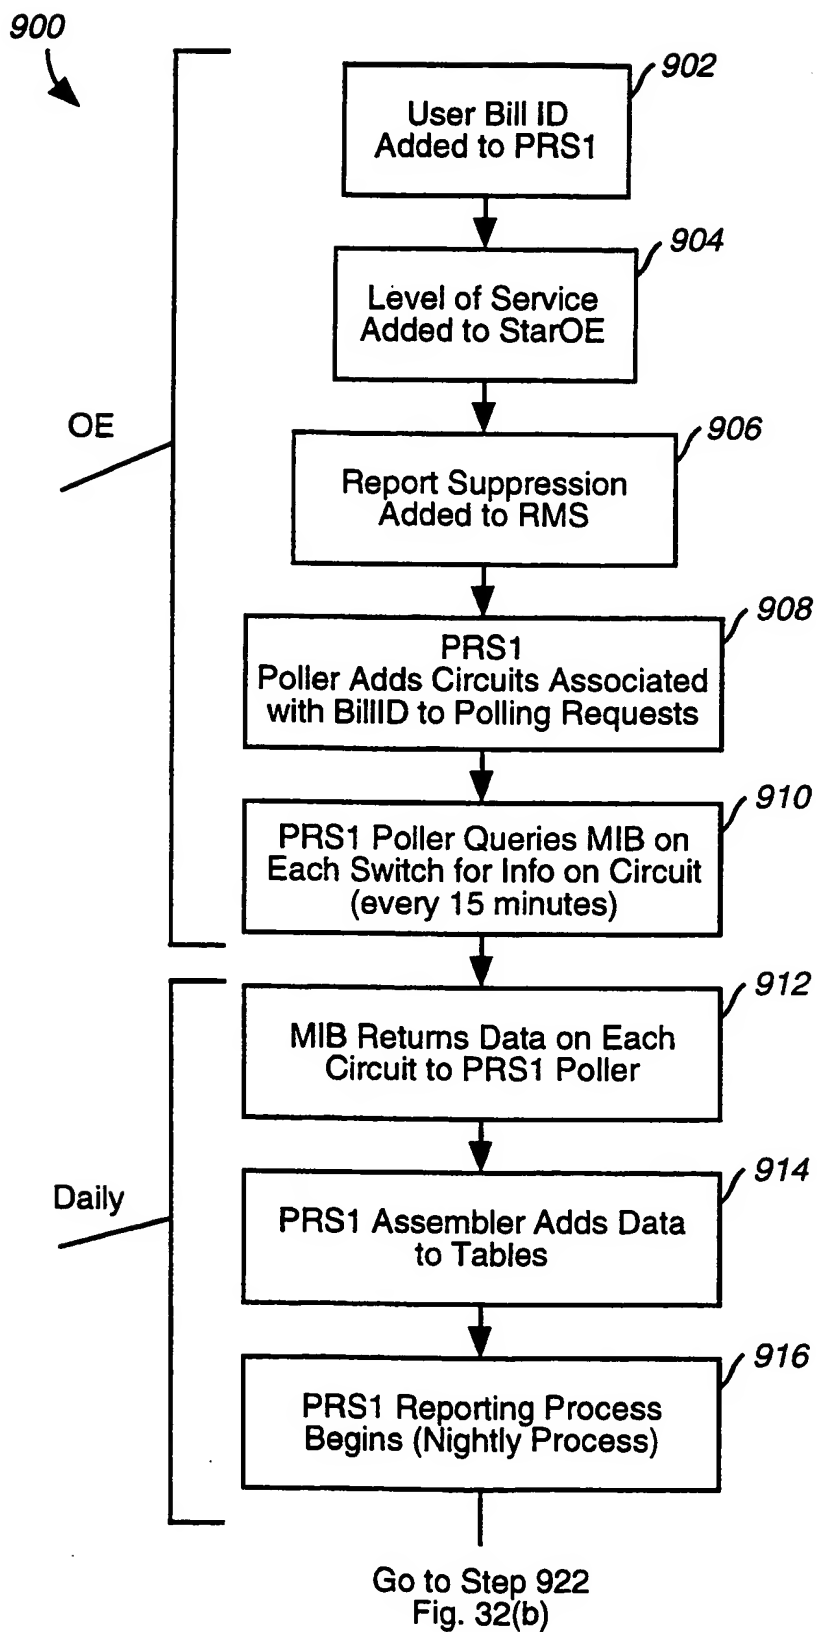 900
902
User Bill ID
Added to PRS1
904
Level of Service
Added to StarOE
OE
906
Report Suppression
Added to RMS
908
PRS1
Poller Adds Circuits Associated
with BillID to Polling Requests
910
PRS1 Poller Queries MIB on
Each Switch for Info on Circuit
(every 15 minutes)
912
MIB Returns Data on Each
Circuit to PRS1 Poller
Daily
914
PRS1 Assembler Adds Data
to Tables
916
PRS1 Reporting Process
Begins (Nightly Process)
Go to Step 922
Fig. 32(b)